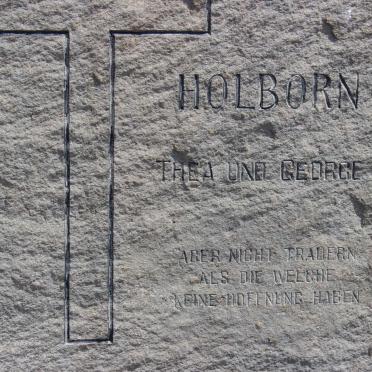 HOLBORN
THEA UND GEORGE
ABER NICHT TRAUERN
ALS DIE WELCHE
KEINE HOFFNUNG HABEN